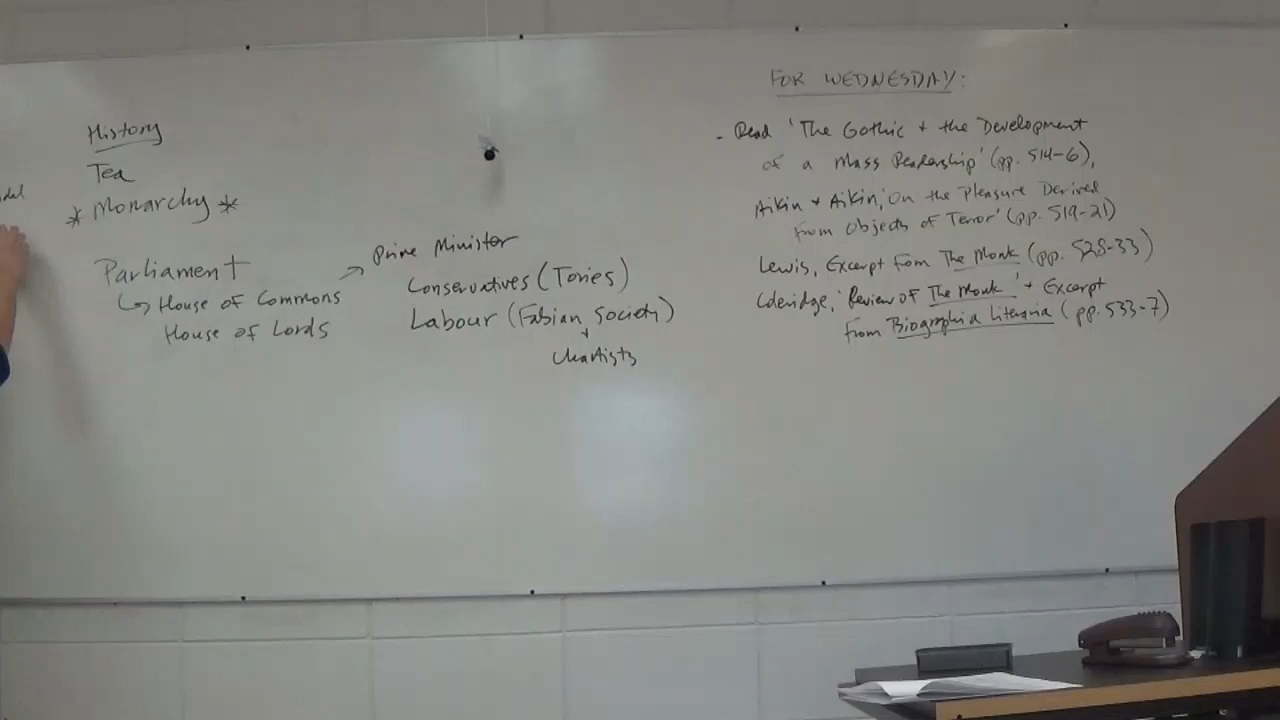 History
Tea
* Monarchy *
Parliament
↳ House of Commons
House of Lords
↗ Prime Minister
Conservatives (Tories)
Labour (Fabian Society)
+
Chartists
FOR WEDNESDAY:
- Read 'The Gothic + the Development
of a Mass Readership' (pp. 514-6),
Aikin + Aikin, 'On the Pleasure Derived
from Objects of Terror' (pp. 519-21)
Lewis, Excerpt from The Monk (pp. 528-33)
Coleridge, 'Review of The Monk' + Excerpt
from Biographia Literaria (pp. 533-7)